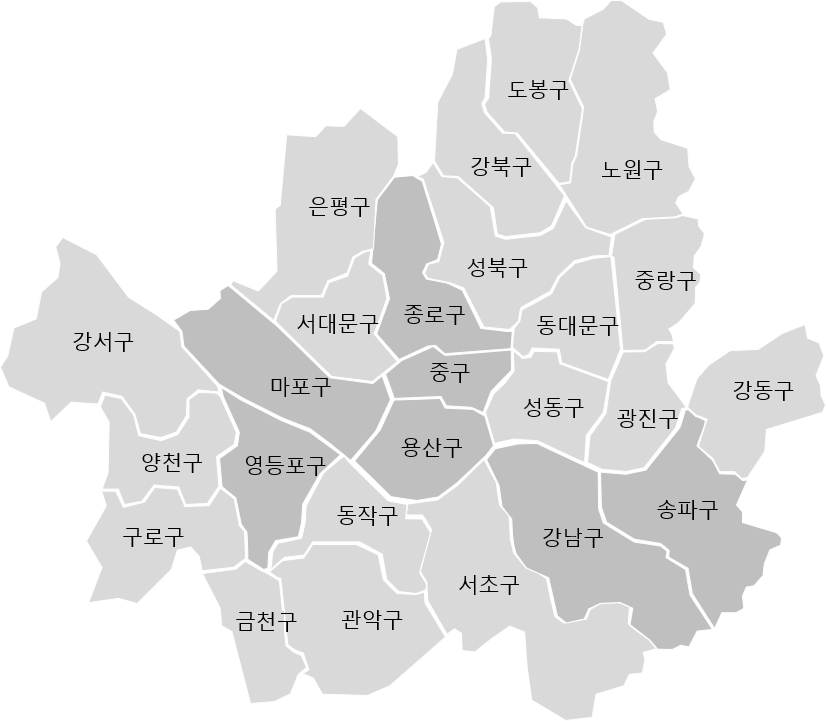 도봉구
강북구
노원구
은평구
성북구
중랑구
종로구
서대문구
동대문구
강서구
중구
마포구
강동구
성동구
광진구
용산구
양천구
영등포구
송파구
동작구
구로구
강남구
서초구
관악구
금천구